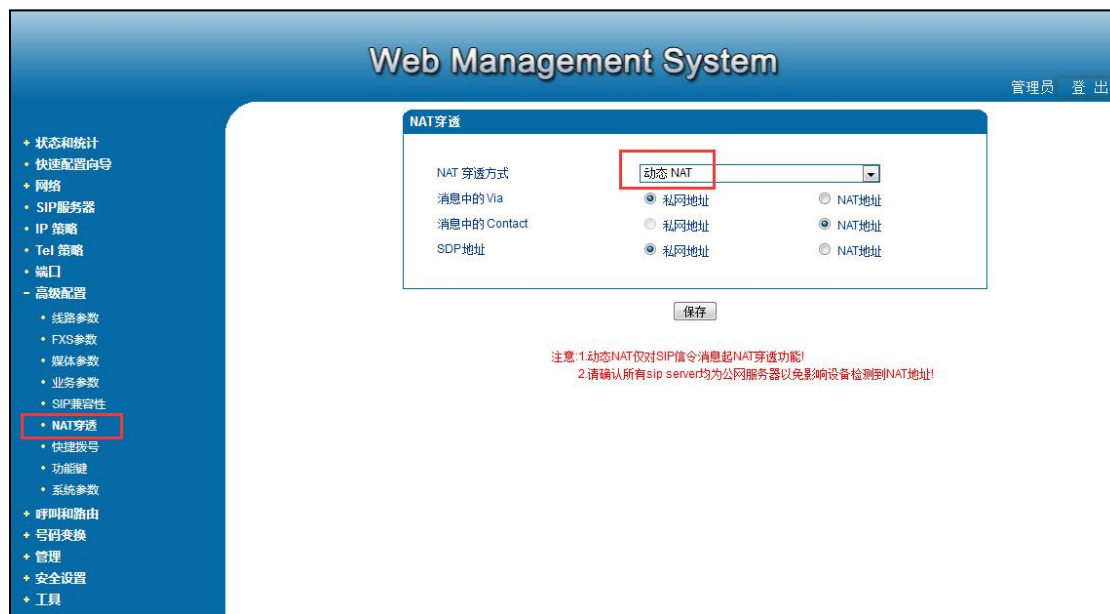 Web Management System
管理员 登 出
+ 状态和统计
• 快速配置向导
+ 网络
• SIP服务器
• IP 策略
• Tel 策略
• 端口
- 高级配置
• 线路参数
• FXS参数
• 媒体参数
• 业务参数
• SIP兼容性
• NAT穿透
• 快捷拨号
• 功能键
• 系统参数
+ 呼叫和路由
+ 号码变换
+ 管理
+ 安全设置
+ 工具
NAT穿透
NAT 穿透方式 动态 NAT
消息中的 Via 私网地址 NAT地址
消息中的 Contact 私网地址 NAT地址
SDP地址 私网地址 NAT地址
保存
注意:1.动态NAT仅对SIP信令消息起NAT穿透功能!
2.请确认所有sip server均为公网服务器以免影响设备检测到NAT地址!